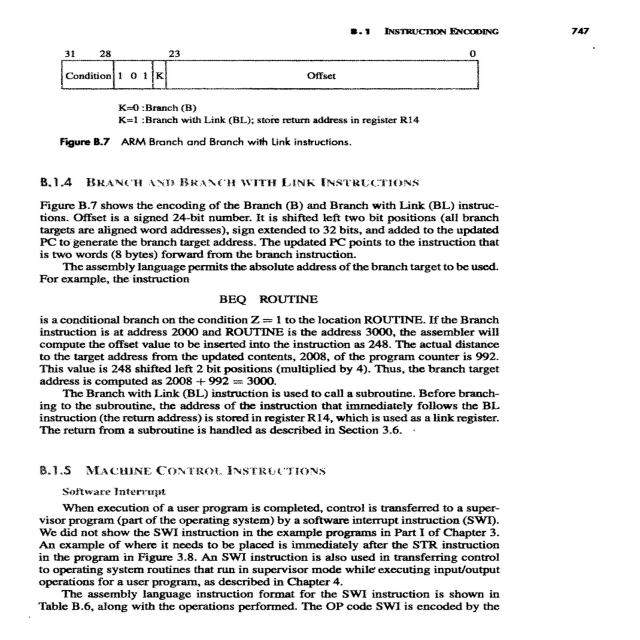 B.1 INSTRUCTION ENCODING 747
31 28 23 0
Condition 1 0 1 K Offset
K=0 :Branch (B)
K=1 :Branch with Link (BL); store return address in register R14
Figure B.7 ARM Branch and Branch with Link instructions.
B.1.4 BRANCH AND BRANCH WITH LINK INSTRUCTIONS
Figure B.7 shows the encoding of the Branch (B) and Branch with Link (BL) instruc-
tions. Offset is a signed 24-bit number. It is shifted left two bit positions (all branch
targets are aligned word addresses), sign extended to 32 bits, and added to the updated
PC to generate the branch target address. The updated PC points to the instruction that
is two words (8 bytes) forward from the branch instruction.
The assembly language permits the absolute address of the branch target to be used.
For example, the instruction
BEQ ROUTINE
is a conditional branch on the condition Z = 1 to the location ROUTINE. If the Branch
instruction is at address 2000 and ROUTINE is the address 3000, the assembler will
compute the offset value to be inserted into the instruction as 248. The actual distance
to the target address from the updated contents, 2008, of the program counter is 992.
This value is 248 shifted left 2 bit positions (multiplied by 4). Thus, the branch target
address is computed as 2008 + 992 = 3000.
The Branch with Link (BL) instruction is used to call a subroutine. Before branch-
ing to the subroutine, the address of the instruction that immediately follows the BL
instruction (the return address) is stored in register R14, which is used as a link register.
The return from a subroutine is handled as described in Section 3.6.
B.1.5 MACHINE CONTROL INSTRUCTIONS
Software Interrupt
When execution of a user program is completed, control is transferred to a super-
visor program (part of the operating system) by a software interrupt instruction (SWI).
We did not show the SWI instruction in the example programs in Part I of Chapter 3.
An example of where it needs to be placed is immediately after the STR instruction
in the program in Figure 3.8. An SWI instruction is also used in transferring control
to operating system routines that run in supervisor mode while executing input/output
operations for a user program, as described in Chapter 4.
The assembly language instruction format for the SWI instruction is shown in
Table B.6, along with the operations performed. The OP code SWI is encoded by the